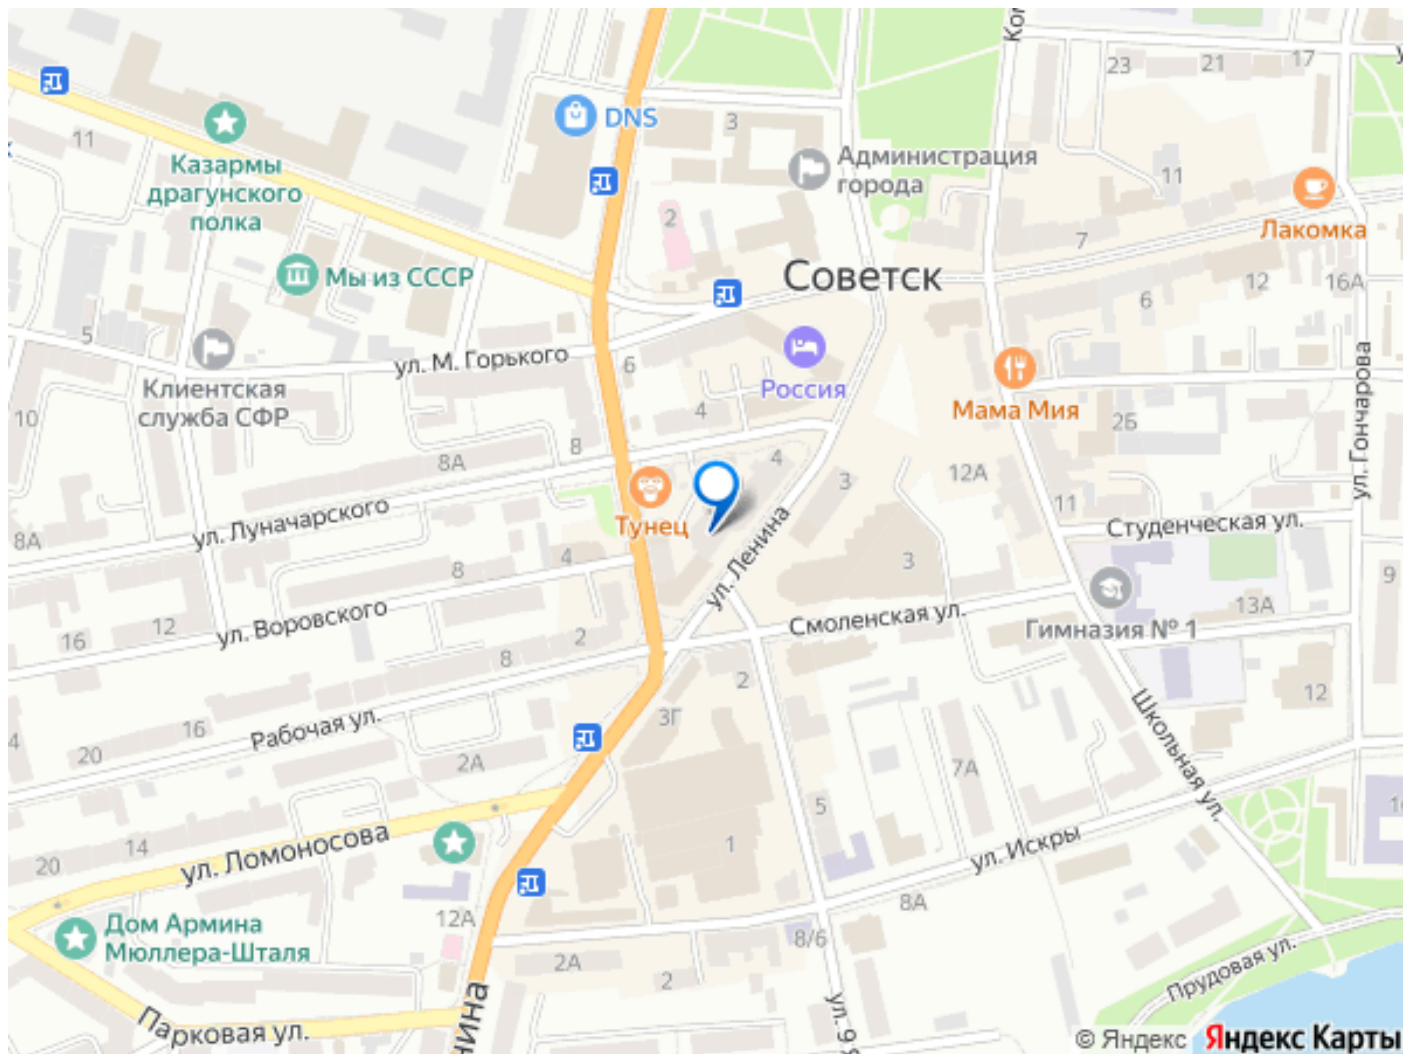 23
21
17
11
DNS
3
Казармы
драгунского
полка
Администрация
города
11
Лакомка
2
7
Мы из СССР
Советск
12
16А
6
5
ул. М. Горького
6
Россия
Клиентская
служба СФР
Мама Мия
ул. Гончарова
10
4
2Б
8
8А
4
3
12А
11
ул. Луначарского
Тунец
Студенческая ул.
8А
ул. Ленина
4
3
8
9
16
12
ул. Воровского
2
Смоленская ул.
Гимназия № 1
13А
8
2
12
4
20
16
Рабочая ул.
3Г
Школьная ул.
2А
7А
5
20
14
ул. Ломоносова
1
ул. Искры
8А
12А
Дом Армина
Мюллера-Шталя
8/6
2А
2
Прудовая ул.
Парковая ул.
© Яндекс Яндекс Карты